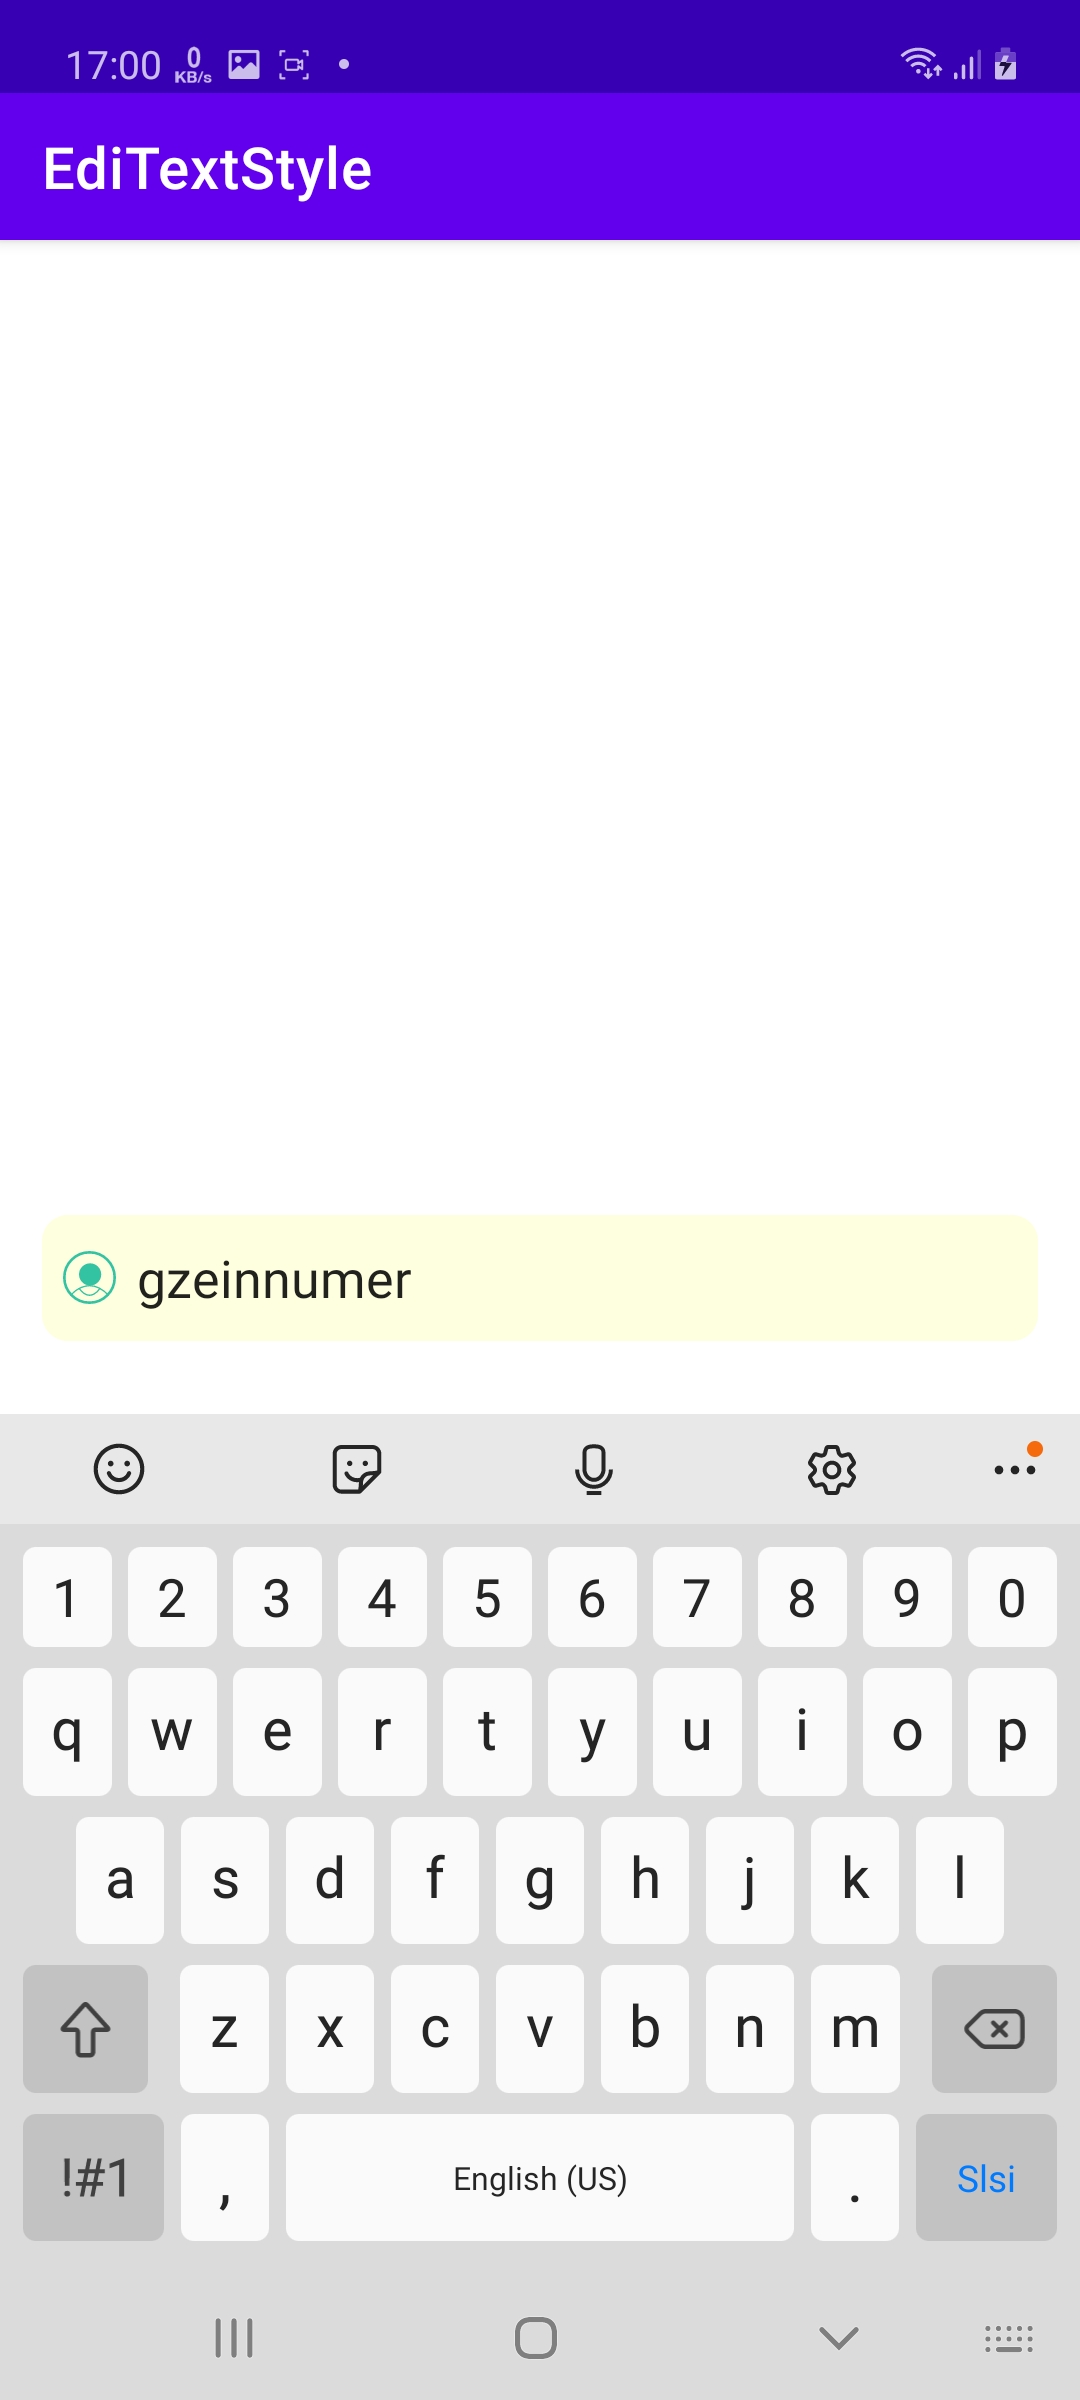 17:00 0 KB/s
EdiTextStyle
gzeinnumer
1 2 3 4 5 6 7 8 9 0
q w e r t y u i o p
a s d f g h j k l
z x c v b n m
!#1 , English (US) . Slsi